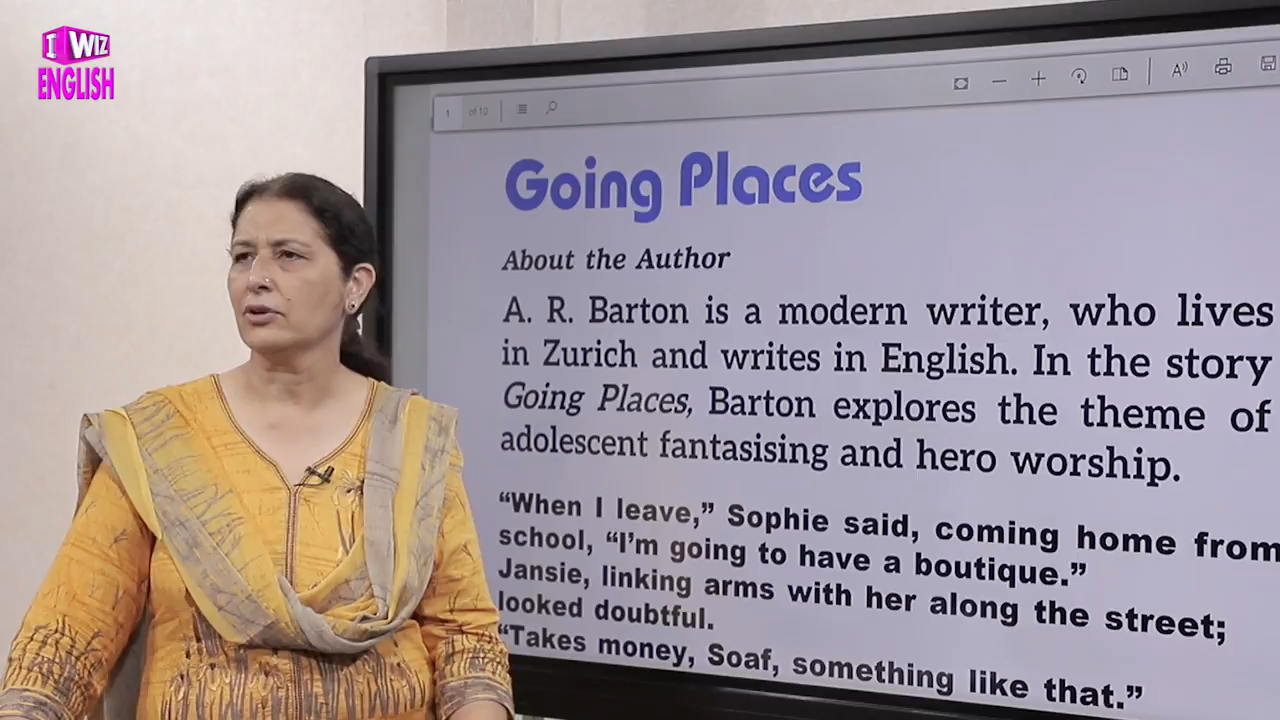 I WIZ
ENGLISH
1 of 10
Going Places
About the Author
A. R. Barton is a modern writer, who lives
in Zurich and writes in English. In the story
Going Places, Barton explores the theme of
adolescent fantasising and hero worship.
“When I leave,” Sophie said, coming home from
school, “I’m going to have a boutique.”
Jansie, linking arms with her along the street;
looked doubtful.
“Takes money, Soaf, something like that.”